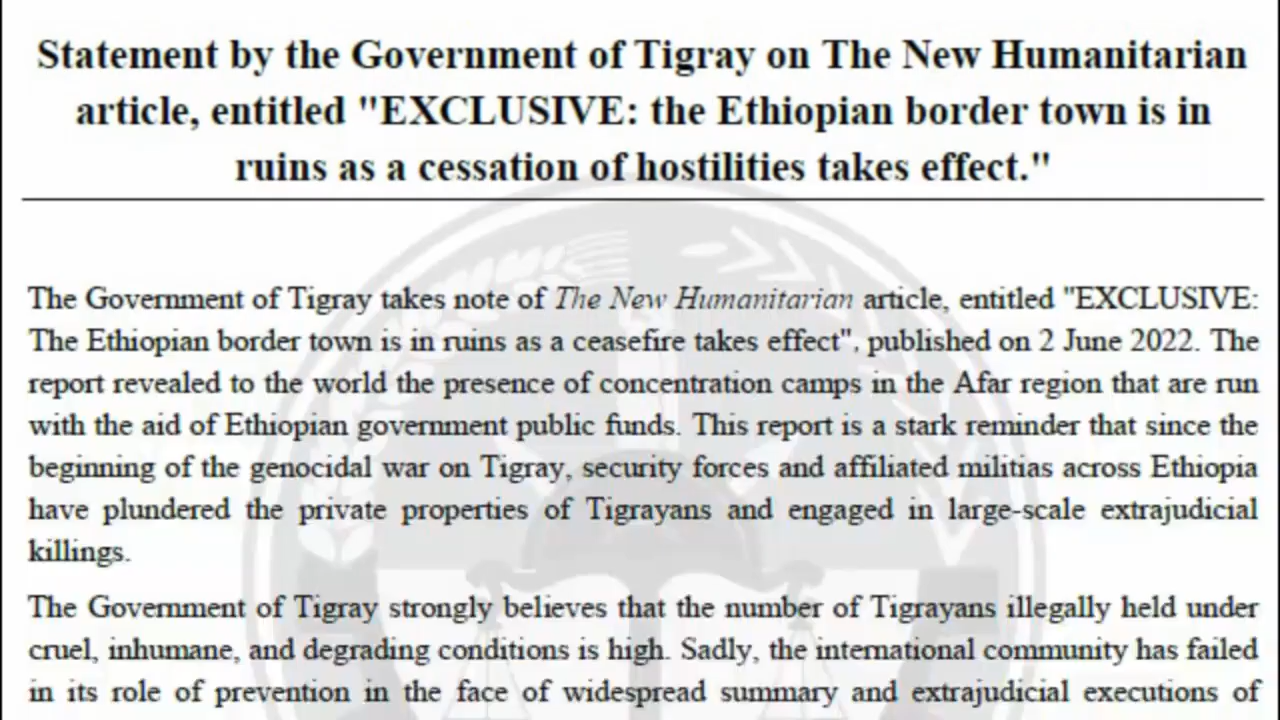 Statement by the Government of Tigray on The New Humanitarian
article, entitled "EXCLUSIVE: the Ethiopian border town is in
ruins as a cessation of hostilities takes effect."
The Government of Tigray takes note of The New Humanitarian article, entitled "EXCLUSIVE:
The Ethiopian border town is in ruins as a ceasefire takes effect", published on 2 June 2022. The
report revealed to the world the presence of concentration camps in the Afar region that are run
with the aid of Ethiopian government public funds. This report is a stark reminder that since the
beginning of the genocidal war on Tigray, security forces and affiliated militias across Ethiopia
have plundered the private properties of Tigrayans and engaged in large-scale extrajudicial
killings.
The Government of Tigray strongly believes that the number of Tigrayans illegally held under
cruel, inhumane, and degrading conditions is high. Sadly, the international community has failed
in its role of prevention in the face of widespread summary and extrajudicial executions of